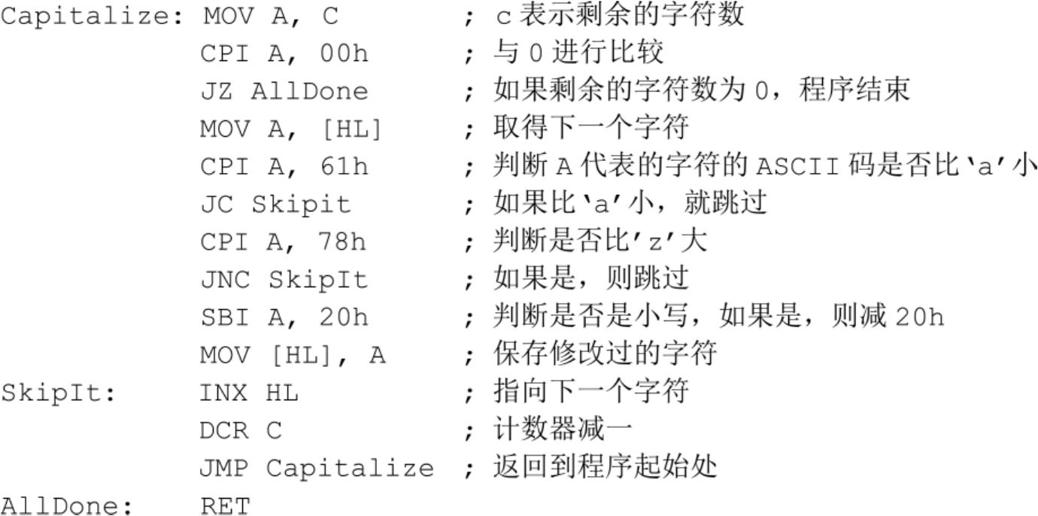 Capitalize: MOV A, C ; c 表示剩余的字符数
CPI A, 00h ; 与 0 进行比较
JZ AllDone ; 如果剩余的字符数为 0，程序结束
MOV A, [HL] ; 取得下一个字符
CPI A, 61h ; 判断 A 代表的字符的 ASCII 码是否比‘a’小
JC Skipit ; 如果比‘a’小，就跳过
CPI A, 78h ; 判断是否比’z’大
JNC SkipIt ; 如果是，则跳过
SBI A, 20h ; 判断是否是小写，如果是，则减 20h
MOV [HL], A ; 保存修改过的字符
SkipIt: INX HL ; 指向下一个字符
DCR C ; 计数器减一
JMP Capitalize ; 返回到程序起始处
AllDone: RET